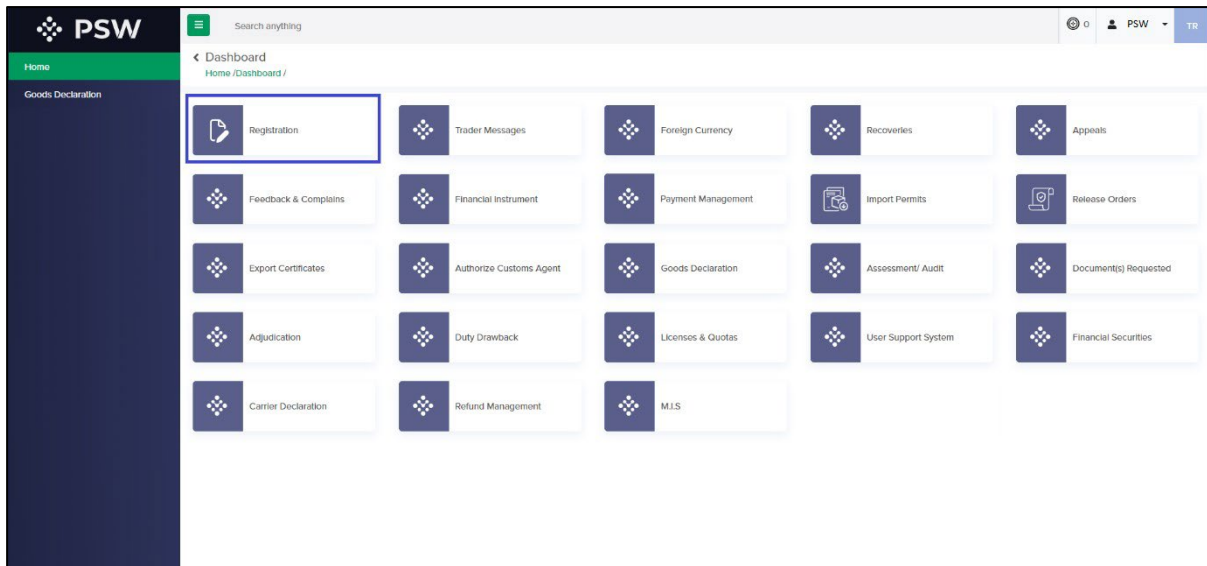 PSW
Search anything
0
PSW
TR
Home
Goods Declaration
Dashboard
Home /Dashboard /
Registration
Trader Messages
Foreign Currency
Recoveries
Appeals
Feedback & Complains
Financial Instrument
Payment Management
Import Permits
Release Orders
Export Certificates
Authorize Customs Agent
Goods Declaration
Assessment/ Audit
Document(s) Requested
Adjudication
Duty Drawback
Licenses & Quotas
User Support System
Financial Securities
Carrier Declaration
Refund Management
M.I.S